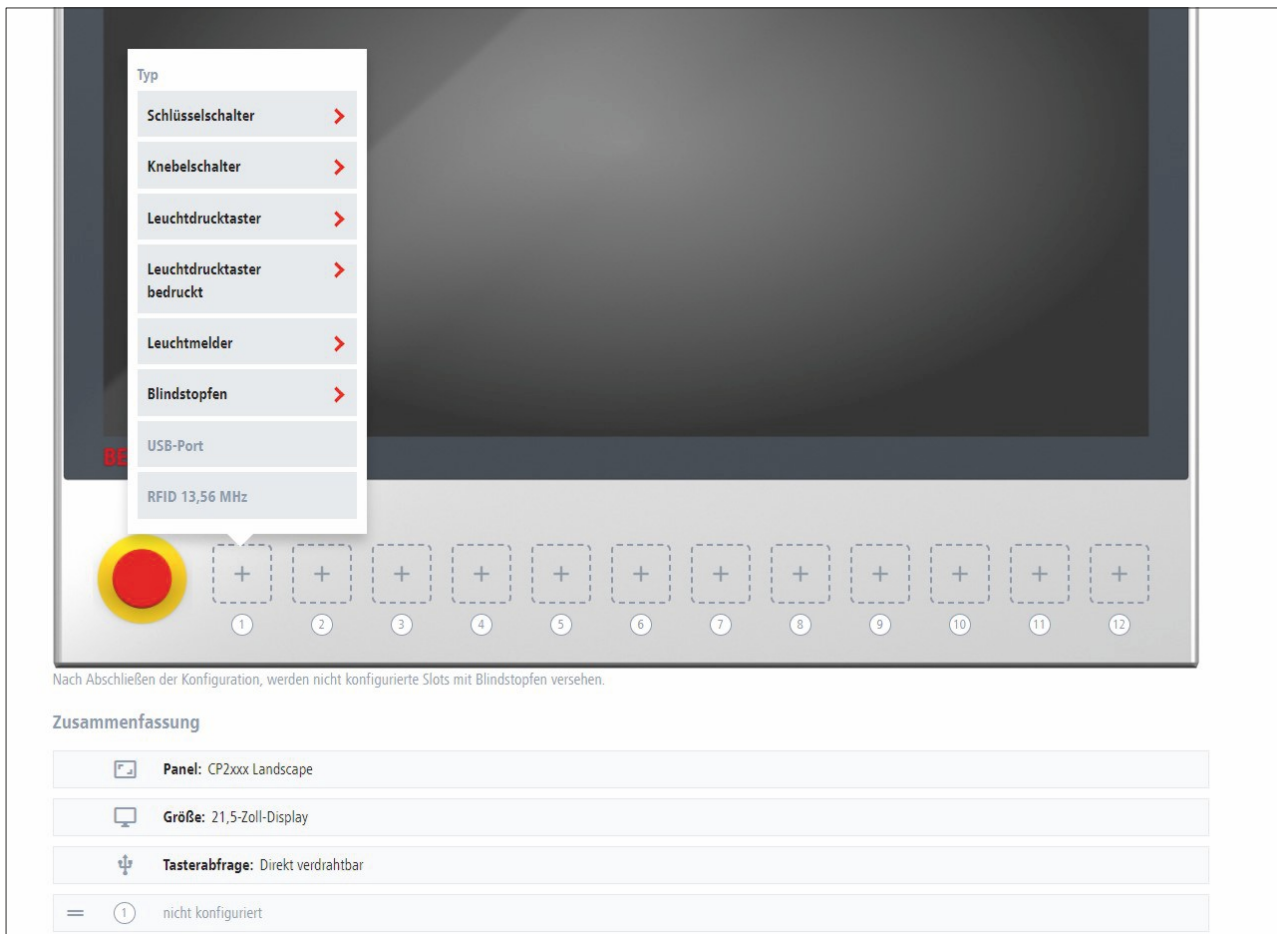 Typ
Schlüsselschalter
Knebelschalter
Leuchtdrucktaster
Leuchtdrucktaster
bedruckt
Leuchtmelder
Blindstopfen
USB-Port
RFID 13,56 MHz
BE
1 2 3 4 5 6 7 8 9 10 11 12
Nach Abschließen der Konfiguration, werden nicht konfigurierte Slots mit Blindstopfen versehen.
Zusammenfassung
Panel: CP2xxx Landscape
Größe: 21,5-Zoll-Display
Tasterabfrage: Direkt verdrahtbar
1 nicht konfiguriert